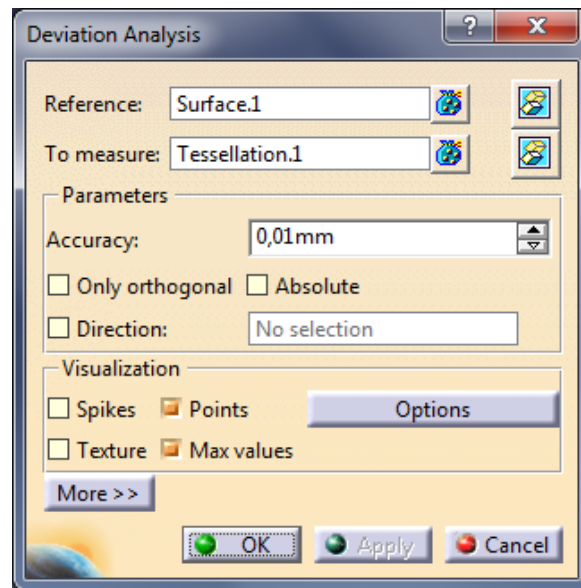 Deviation Analysis
Reference: Surface.1
To measure: Tessellation.1
Parameters
Accuracy: 0,01mm
Only orthogonal Absolute
Direction: No selection
Visualization
Spikes Points Options
Texture Max values
More >>
OK Apply Cancel